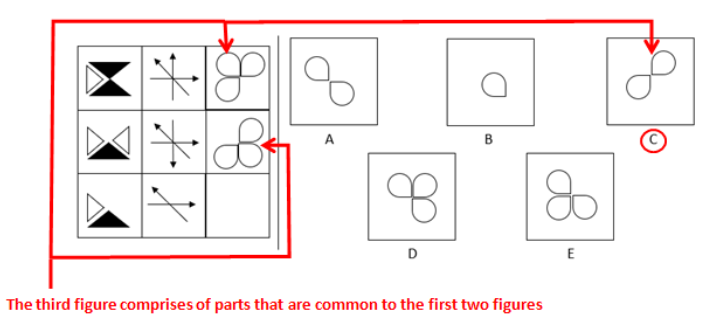 A
B
C
D
E
The third figure comprises of parts that are common to the first two figures